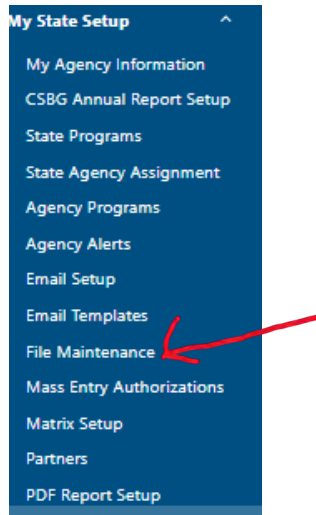 My State Setup
My Agency Information
CSBG Annual Report Setup
State Programs
State Agency Assignment
Agency Programs
Agency Alerts
Email Setup
Email Templates
File Maintenance
Mass Entry Authorizations
Matrix Setup
Partners
PDF Report Setup